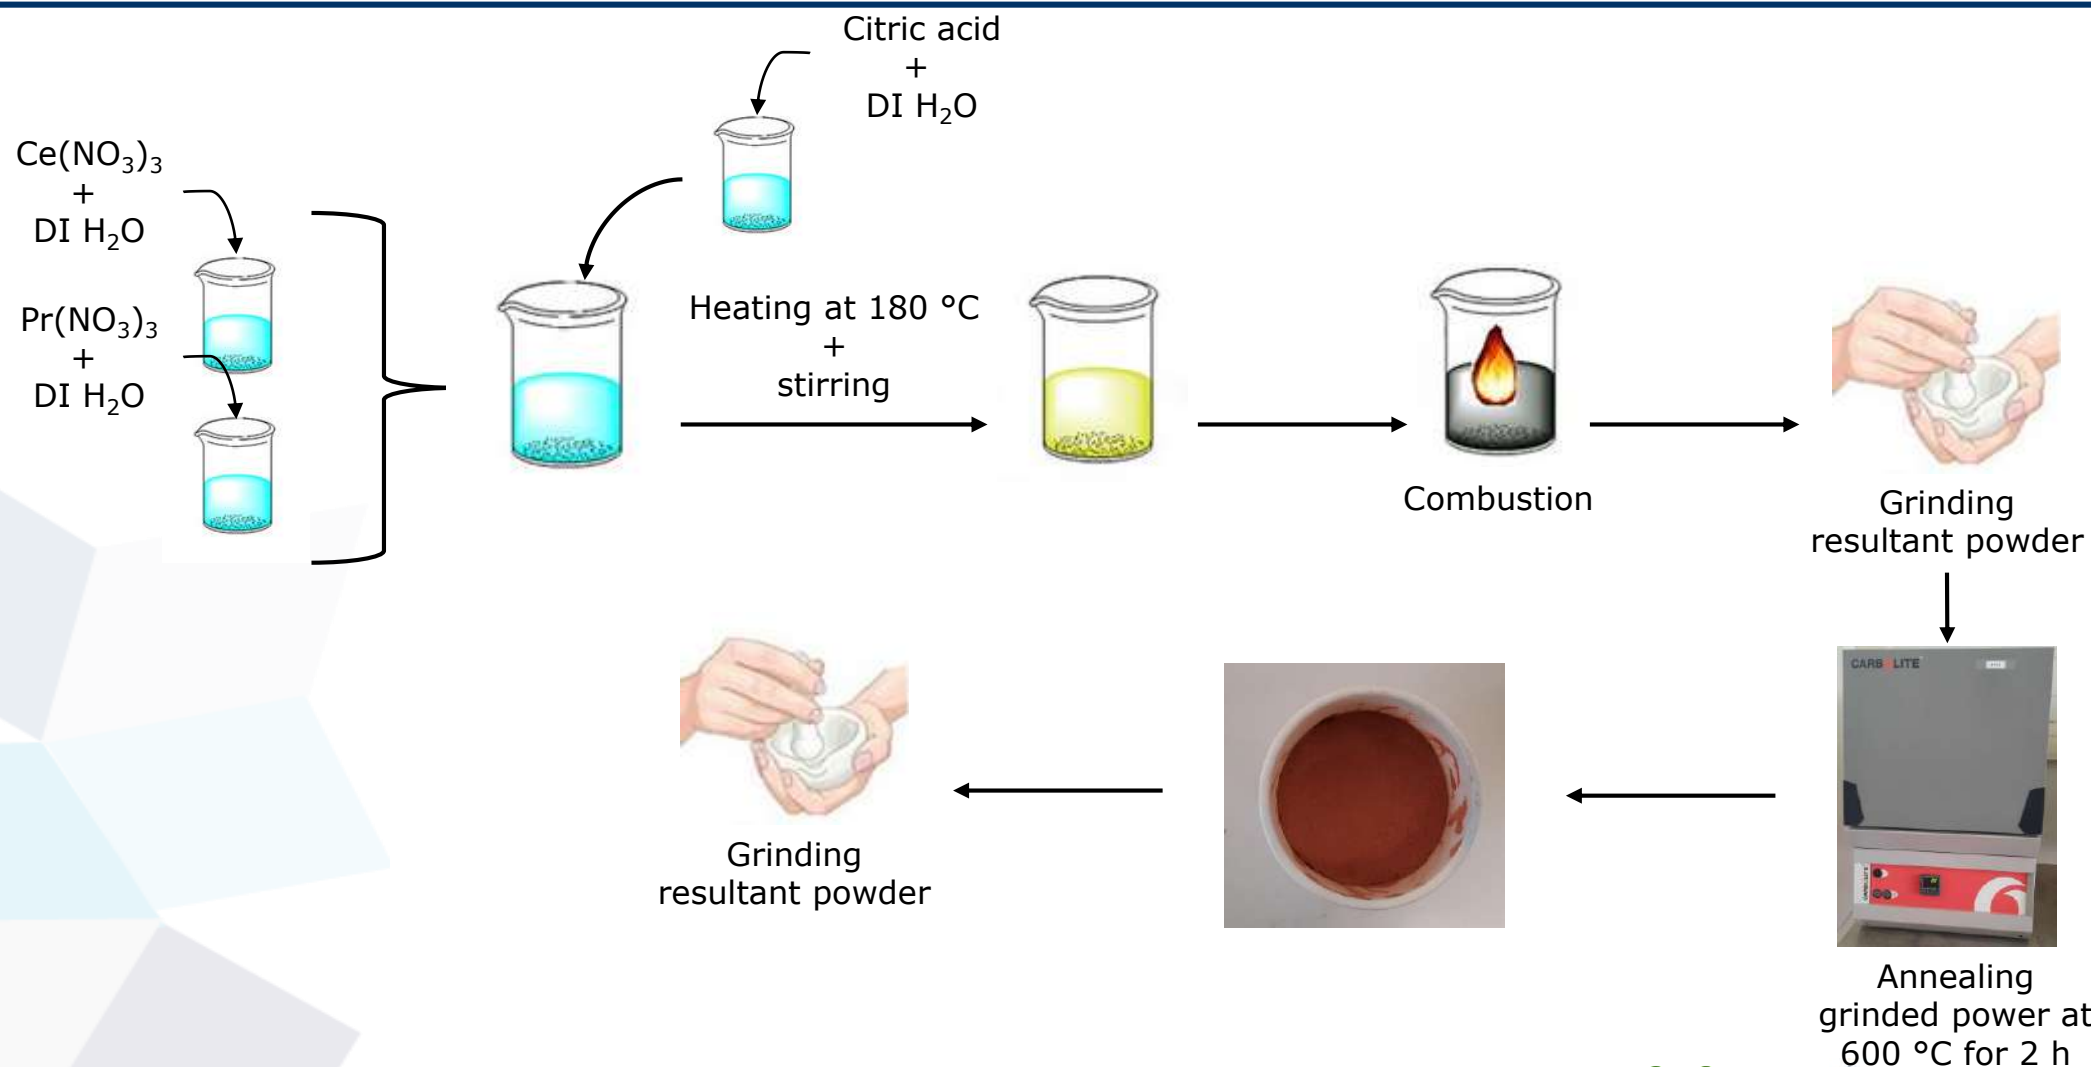 Citric acid
+
DI H₂O
Ce(NO₃)₃
+
DI H₂O
Pr(NO₃)₃
+
DI H₂O
Heating at 180 °C
+
stirring
Combustion
Grinding
resultant powder
CARBOLITE
Grinding
resultant powder
Annealing
grinded power at
600 °C for 2 h